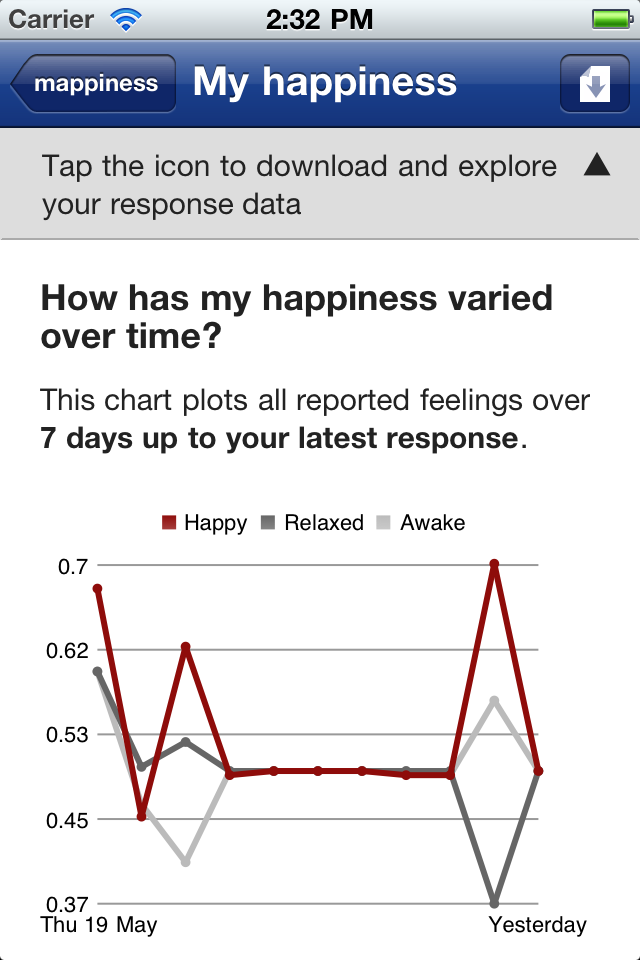 Carrier 2:32 PM
mappiness My happiness
Tap the icon to download and explore
your response data
How has my happiness varied
over time?
This chart plots all reported feelings over
7 days up to your latest response.
Happy Relaxed Awake
0.7
0.62
0.53
0.45
0.37
Thu 19 May Yesterday